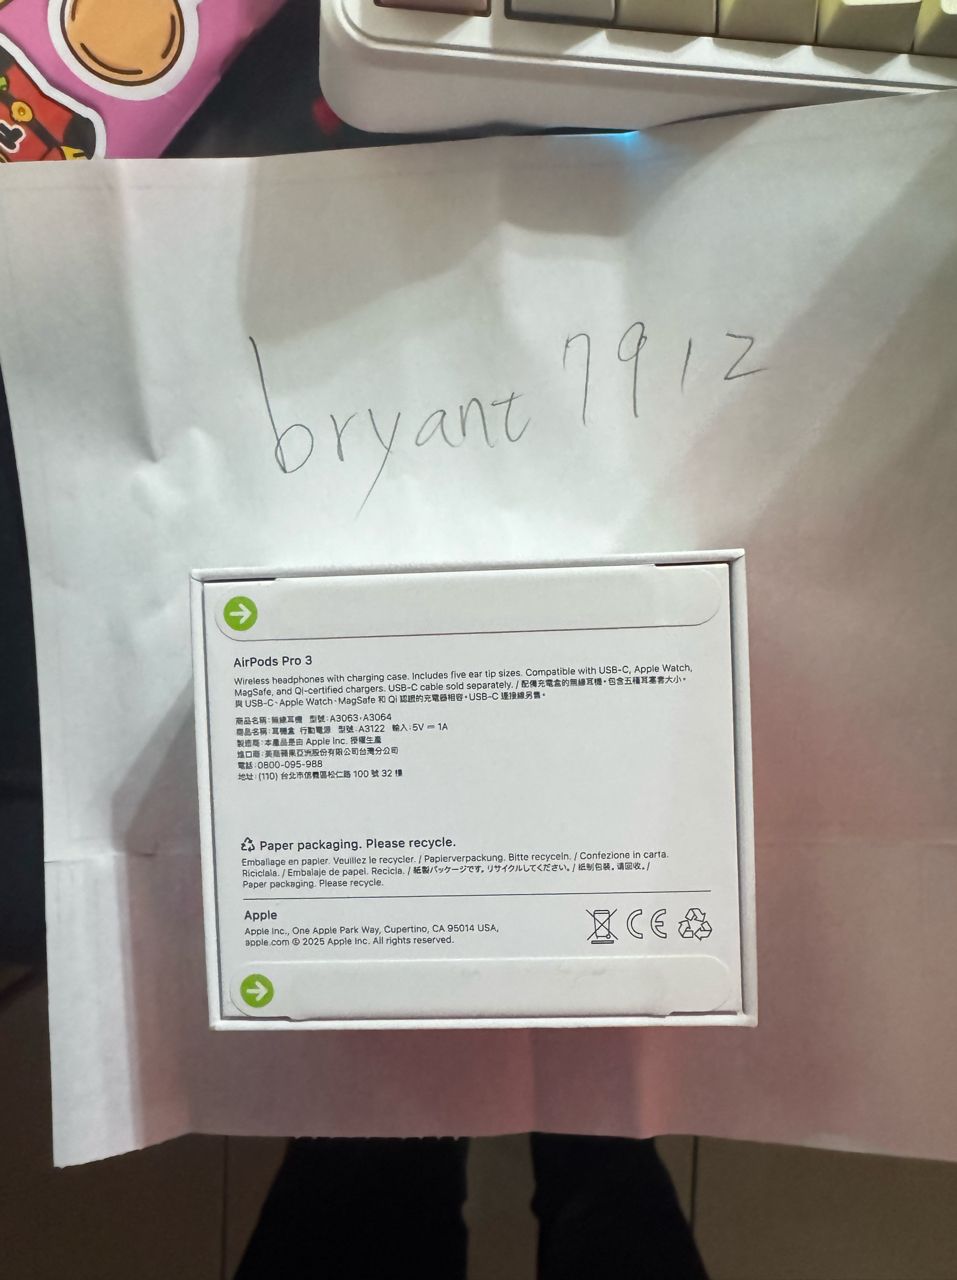 bryant7912
AirPods Pro 3
Wireless headphones with charging case. Includes five ear tip sizes. Compatible with USB-C, Apple Watch,
MagSafe, and Qi-certified chargers. USB-C cable sold separately. / 配備充電盒的無線耳機。包含五種耳塞套大小。
與 USB-C、Apple Watch、MagSafe 和 Qi 認證的充電器相容。USB-C 連接線另售。
商品名稱：無線耳機 型號：A3063、A3064
商品名稱：耳機盒 行動電源 型號：A3122 輸入：5V ⎓ 1A
製造商：本產品是由 Apple Inc. 授權生產
進口商：英商蘋果亞洲股份有限公司台灣分公司
電話：0800-095-988
地址：(110) 台北市信義區松仁路 100 號 32 樓
Paper packaging. Please recycle.
Emballage en papier. Veuillez le recycler. / Papierverpackung. Bitte recyceln. / Confezione in carta.
Riciclala. / Embalaje de papel. Recicla. / 紙製パッケージです。リサイクルしてください。/ 纸制包装。请回收。/
Paper packaging. Please recycle.
Apple
Apple Inc., One Apple Park Way, Cupertino, CA 95014 USA,
apple.com © 2025 Apple Inc. All rights reserved.
CE